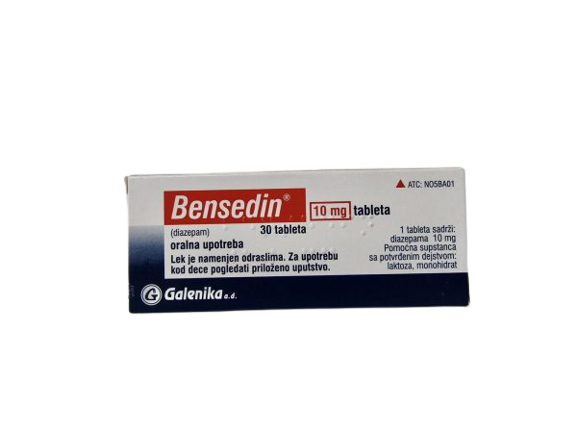 ▲ ATC: NO5BA01
Bensedin®
10 mg tableta
(diazepam)
30 tableta
oralna upotreba
Lek je namenjen odraslima. Za upotrebu
kod dece pogledati priloženo uputstvo.
1 tableta sadrži:
diazepama 10 mg
Pomoćna supstanca
sa potvrđenim dejstvom:
laktoza, monohidrat
G Galenika a.d.